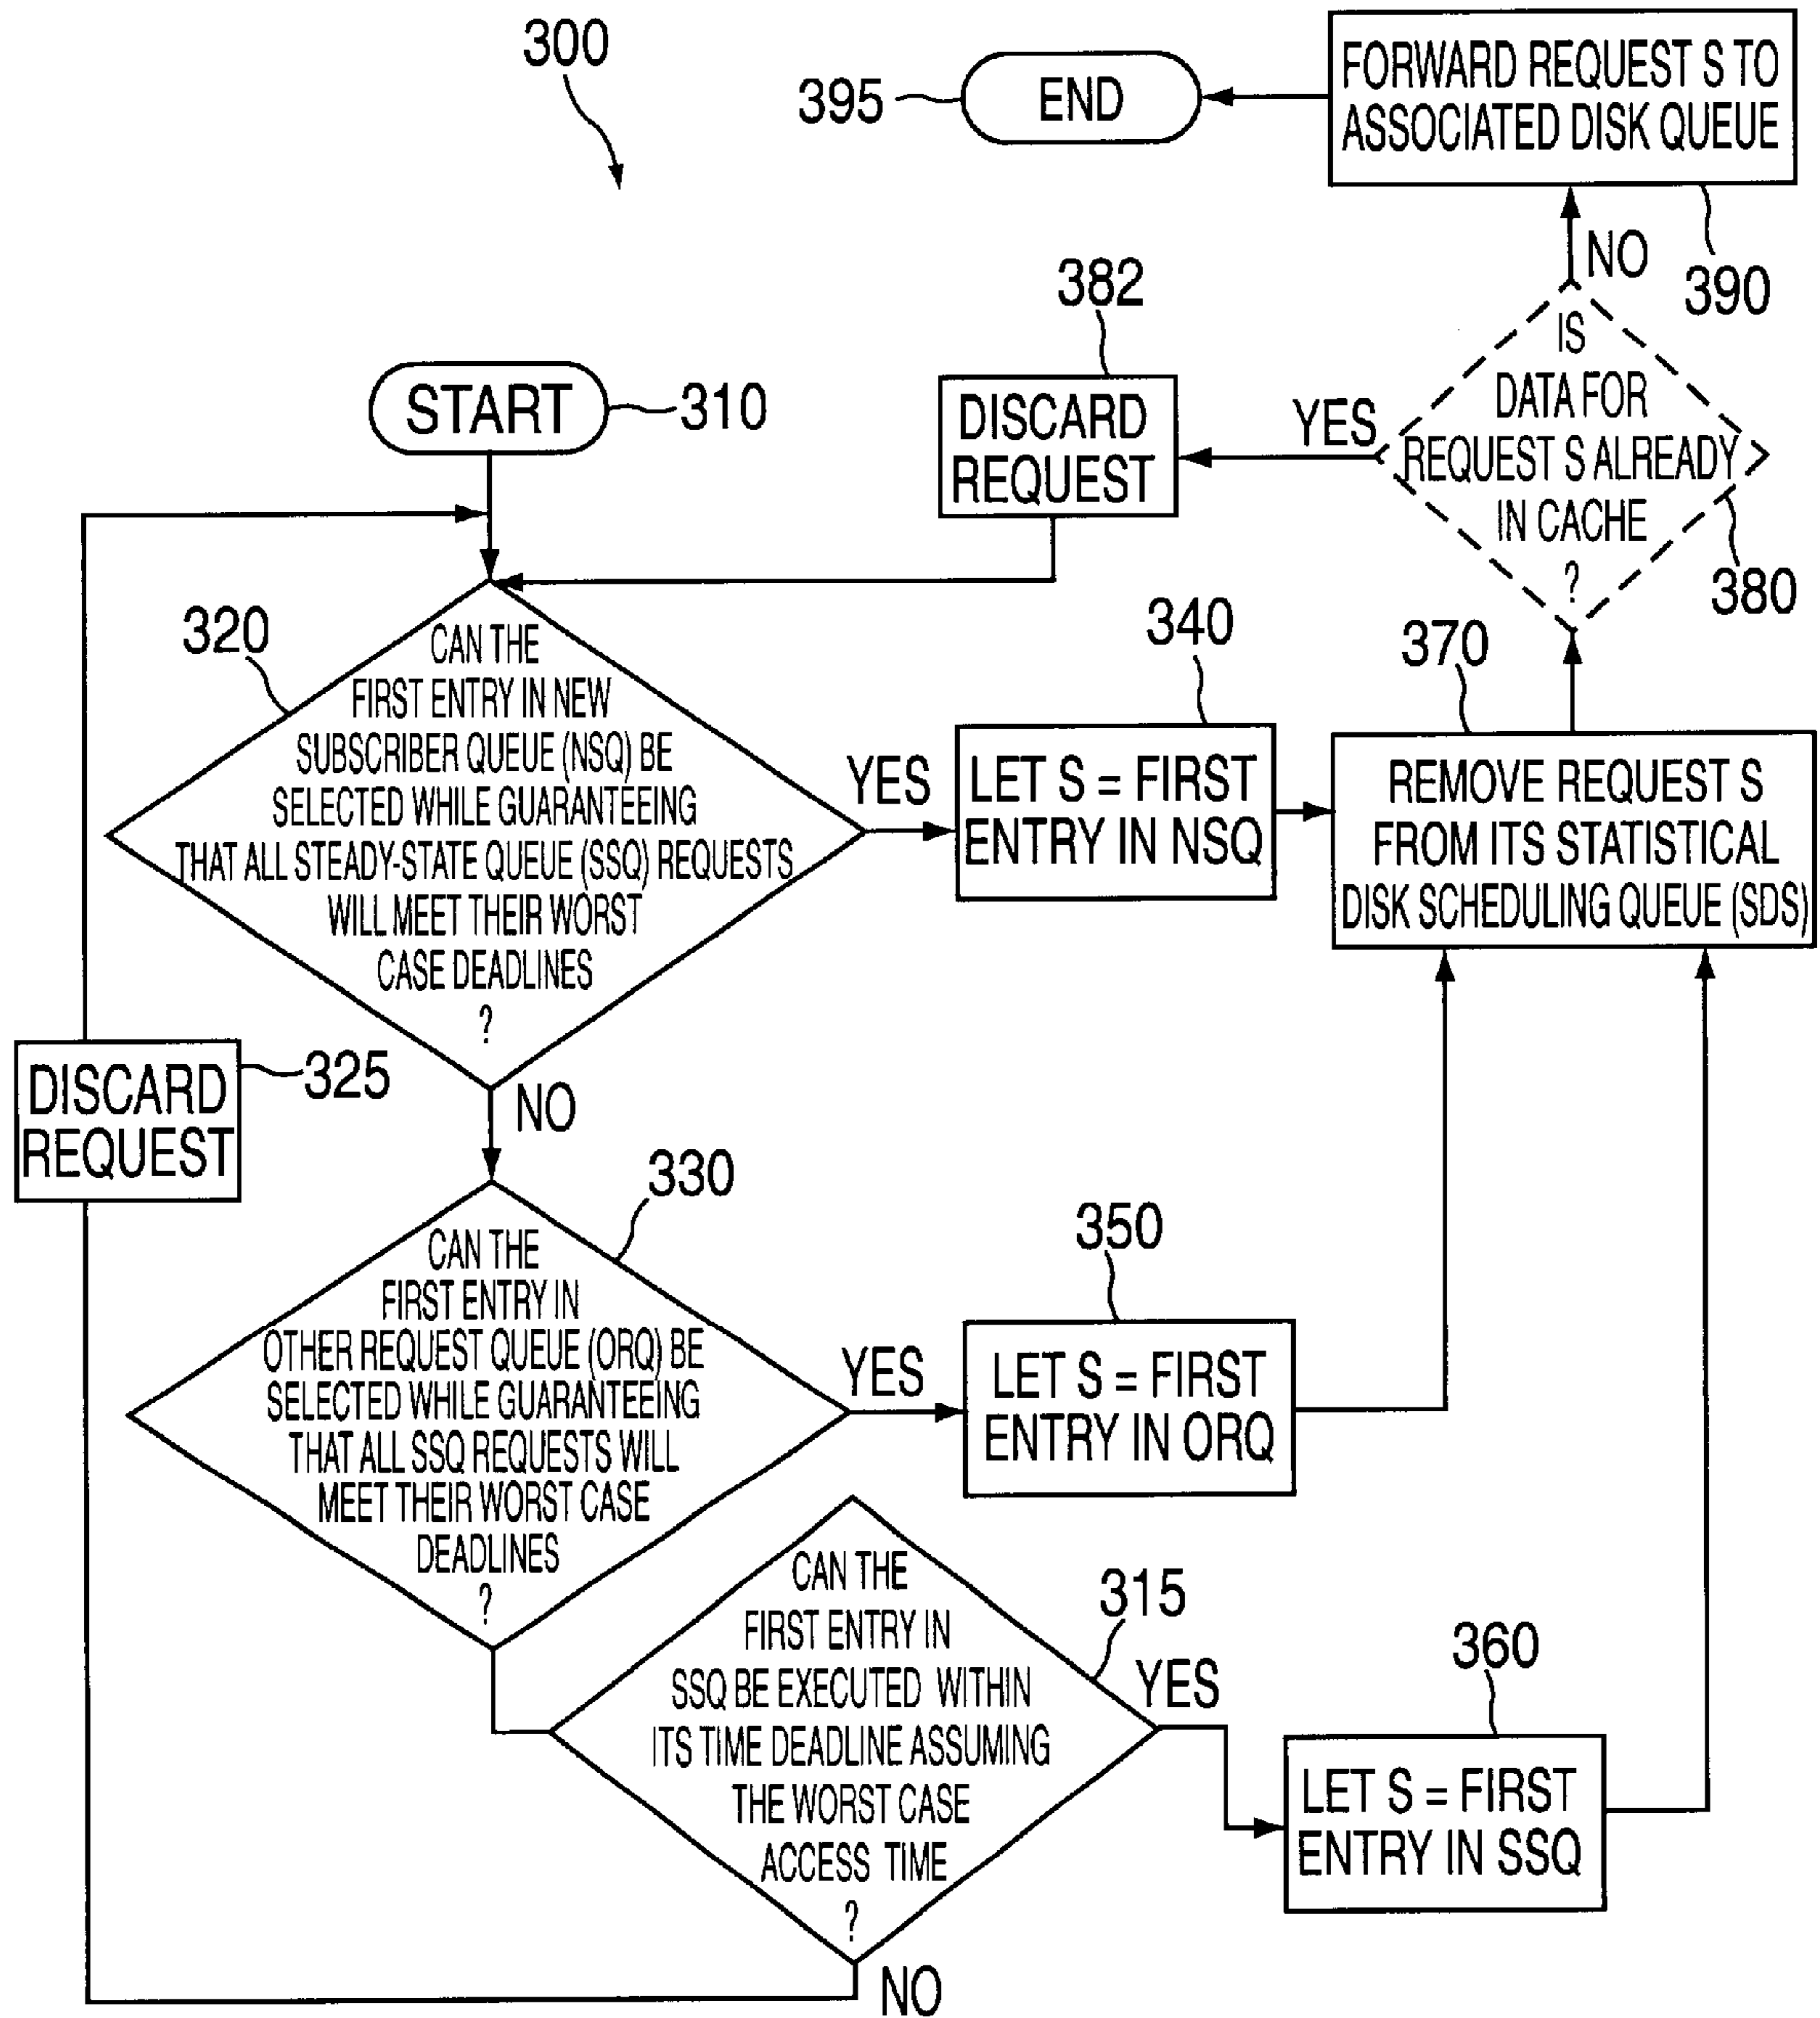 300
395
END
FORWARD REQUEST S TO
ASSOCIATED DISK QUEUE
390
NO
382
DISCARD
REQUEST
YES
IS
DATA FOR
REQUEST S ALREADY
IN CACHE
?
380
START
310
320
CAN THE
FIRST ENTRY IN NEW
SUBSCRIBER QUEUE (NSQ) BE
SELECTED WHILE GUARANTEEING
THAT ALL STEADY-STATE QUEUE (SSQ) REQUESTS
WILL MEET THEIR WORST
CASE DEADLINES
?
YES
340
LET S = FIRST
ENTRY IN NSQ
370
REMOVE REQUEST S
FROM ITS STATISTICAL
DISK SCHEDULING QUEUE (SDS)
DISCARD
REQUEST
325
NO
330
CAN THE
FIRST ENTRY IN
OTHER REQUEST QUEUE (ORQ) BE
SELECTED WHILE GUARANTEEING
THAT ALL SSQ REQUESTS WILL
MEET THEIR WORST CASE
DEADLINES
?
YES
350
LET S = FIRST
ENTRY IN ORQ
315
CAN THE
FIRST ENTRY IN
SSQ BE EXECUTED WITHIN
ITS TIME DEADLINE ASSUMING
THE WORST CASE
ACCESS TIME
?
YES
360
LET S = FIRST
ENTRY IN SSQ
NO